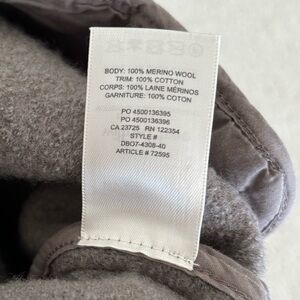 BODY: 100% MERINO WOOL
TRIM: 100% COTTON
CORPS: 100% LAINE MÉRINOS
GARNITURE: 100% COTON
PO 4500136395
PO 4500136396
CA 23725 RN 122354
STYLE #
DBO7-4308-40
ARTICLE # 72595